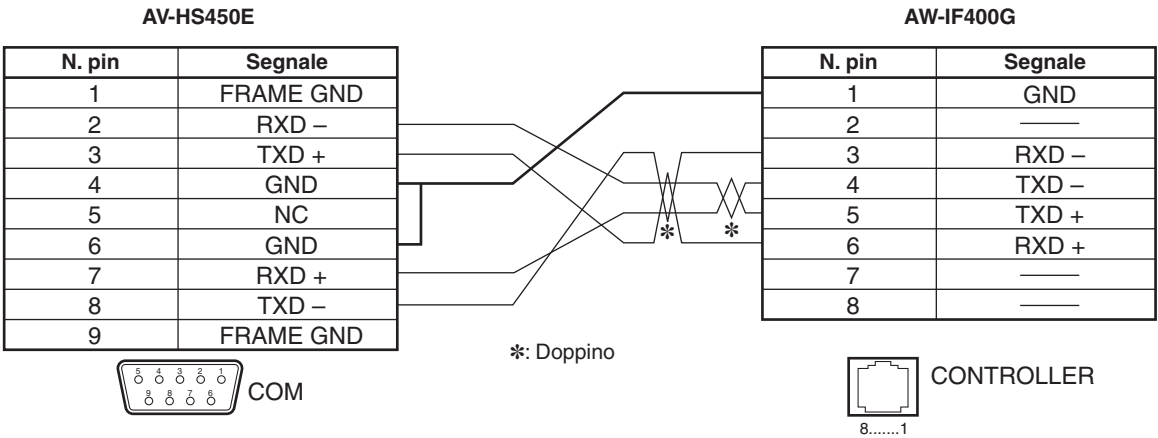 AV-HS450E
AW-IF400G
N. pin Segnale
1 FRAME GND
2 RXD –
3 TXD +
4 GND
5 NC
6 GND
7 RXD +
8 TXD –
9 FRAME GND
N. pin Segnale
1 GND
2 ——
3 RXD –
4 TXD –
5 TXD +
6 RXD +
7 ——
8 ——
✻ ✻
✻: Doppino
5 4 3 2 1
9 8 7 6
COM
CONTROLLER
8.......1